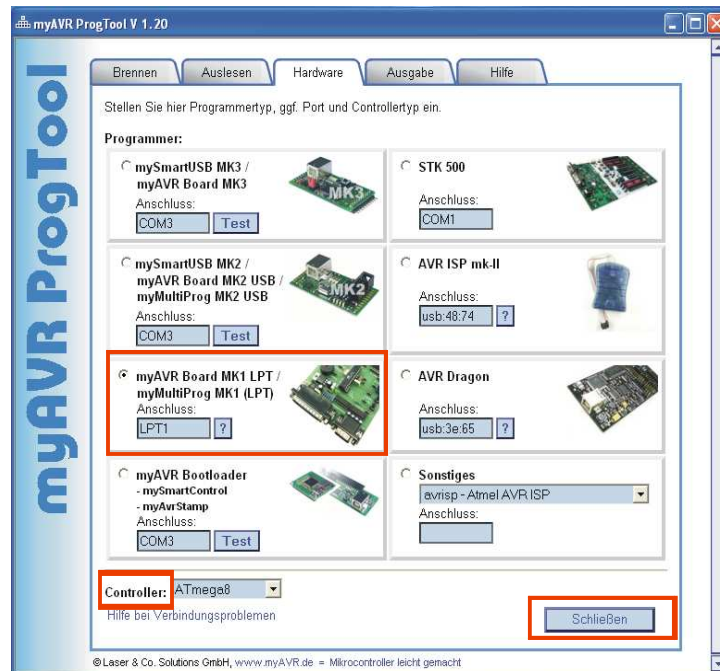 myAVR ProgTool V 1.20
myAVR ProgTool
Brennen
Auslesen
Hardware
Ausgabe
Hilfe
Stellen Sie hier Programmertyp, ggf. Port und Controllertyp ein.
Programmer:
mySmartUSB MK3 /
myAVR Board MK3
Anschluss:
COM3
Test
MK3
STK 500
Anschluss:
COM1
mySmartUSB MK2 /
myAVR Board MK2 USB /
myMultiProg MK2 USB
Anschluss:
COM3
Test
MK2
AVR ISP mk-II
Anschluss:
usb:48:74
?
myAVR Board MK1 LPT /
myMultiProg MK1 (LPT)
Anschluss:
LPT1
?
AVR Dragon
Anschluss:
usb:3e:65
?
myAVR Bootloader
- mySmartControl
- myAvrStamp
Anschluss:
COM3
Test
Sonstiges
avrisp - Atmel AVR ISP
Anschluss:
Controller:
ATmega8
Hilfe bei Verbindungsproblemen
Schließen
© Laser & Co. Solutions GmbH, www.myAVR.de = Mikrocontroller leicht gemacht